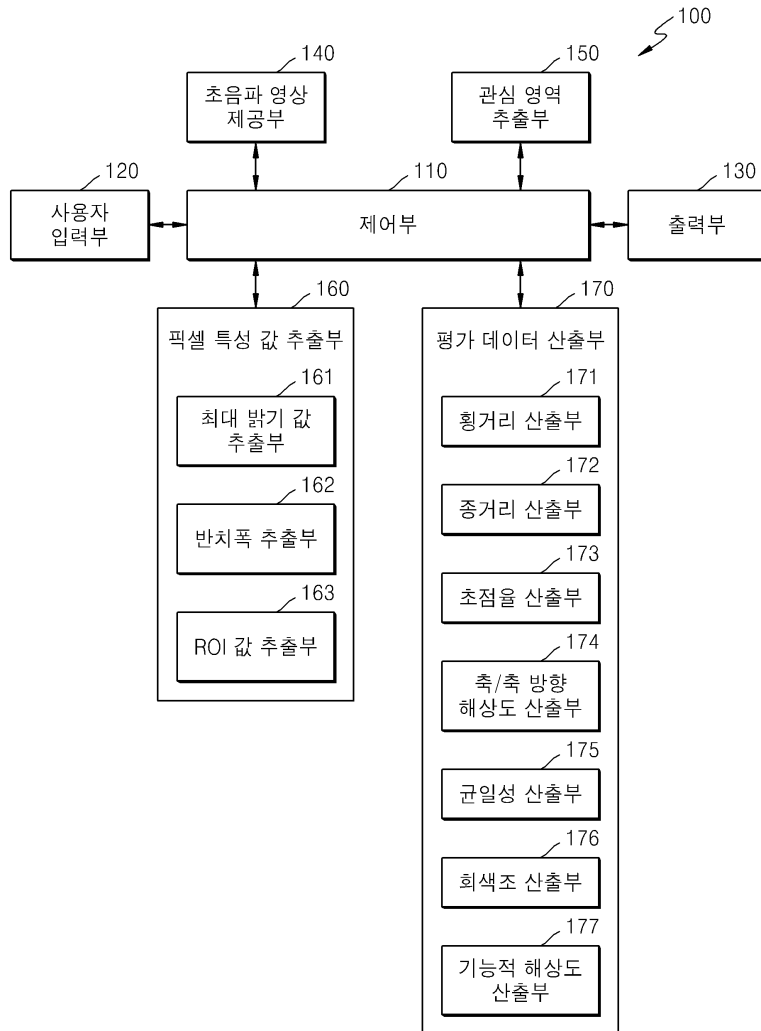 100
140
초음파 영상
제공부
150
관심 영역
추출부
120
사용자
입력부
110
제어부
130
출력부
160
픽셀 특성 값 추출부
161
최대 밝기 값
추출부
162
반치폭 추출부
163
ROI 값 추출부
170
평가 데이터 산출부
171
횡거리 산출부
172
종거리 산출부
173
초점율 산출부
174
축/축 방향
해상도 산출부
175
균일성 산출부
176
회색조 산출부
177
기능적 해상도
산출부